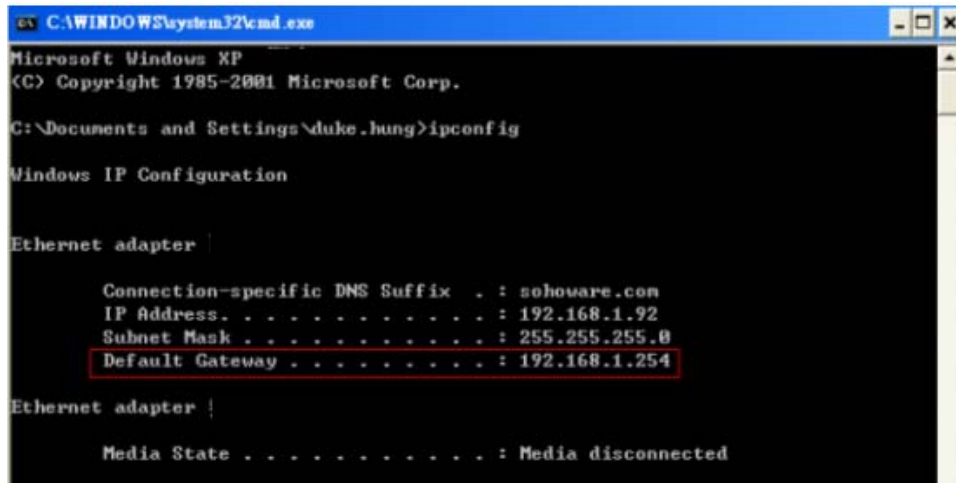 C:\WINDOWS\system32\cmd.exe
Microsoft Windows XP
(C) Copyright 1985-2001 Microsoft Corp.
C:\Documents and Settings\duke.hung>ipconfig
Windows IP Configuration
Ethernet adapter
Connection-specific DNS Suffix . : sohoware.com
IP Address. . . . . . . . . . . . : 192.168.1.92
Subnet Mask . . . . . . . . . . . : 255.255.255.0
Default Gateway . . . . . . . . . : 192.168.1.254
Ethernet adapter
Media State . . . . . . . . . . . : Media disconnected